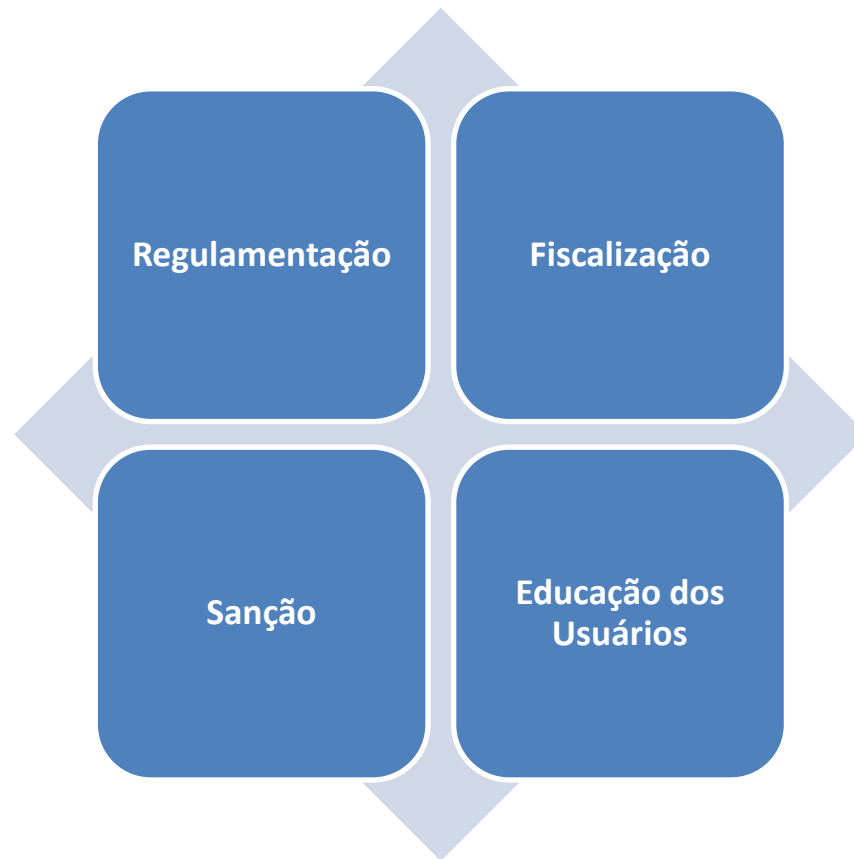 Regulamentação
Fiscalização
Sanção
Educação dos
Usuários